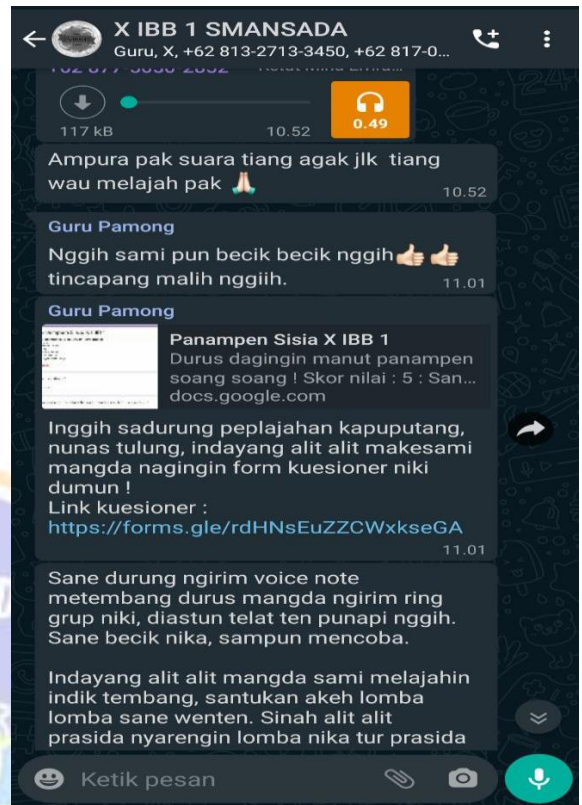 X IBB 1 SMANSADA
Guru, X, +62 813-2713-3450, +62 817-0...
117 kB
10.52
0.49
Ampura pak suara tiang agak jlk tiang
wau melajah pak 🙏🏻
10.52
Guru Pamong
Nggih sami pun becik becik nggih👍🏻👍🏻
tincapang malih nggiih.
11.01
Guru Pamong
Panampen Sisia X IBB 1
Durus dagingin manut panampen
soang soang ! Skor nilai : 5 : San...
docs.google.com
Inggih sadurung peplajahan kapuputang,
nunas tulung, indayang alit alit makesami
mangda nagingin form kuesioner niki
dumun !
Link kuesioner :
https://forms.gle/rdHNsEuZZCWxkseGA
11.01
Sane durung ngirim voice note
metembang durus mangda ngirim ring
grup niki, diastun telat ten punapi nggih.
Sane becik nika, sampun mencoba.
Indayang alit alit mangda sami melajahin
indik tembang, santukan akeh lomba
lomba sane wenten. Sinah alit alit
prasida nyarengin lomba nika tur prasida
Ketik pesan